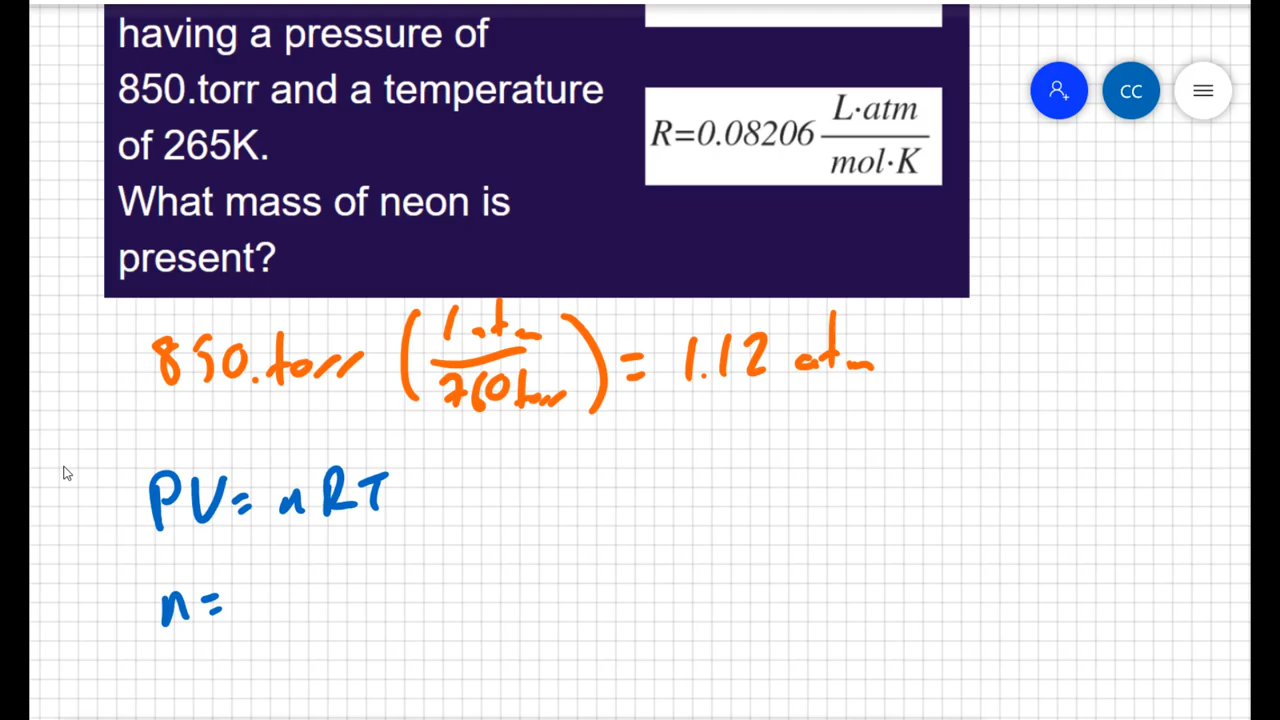 having a pressure of
850.torr and a temperature
of 265K.
What mass of neon is
present?
R=0.08206 L·atm
mol·K
CC
850.torr (1 atm / 760 torr) = 1.12 atm
PV= nRT
n=